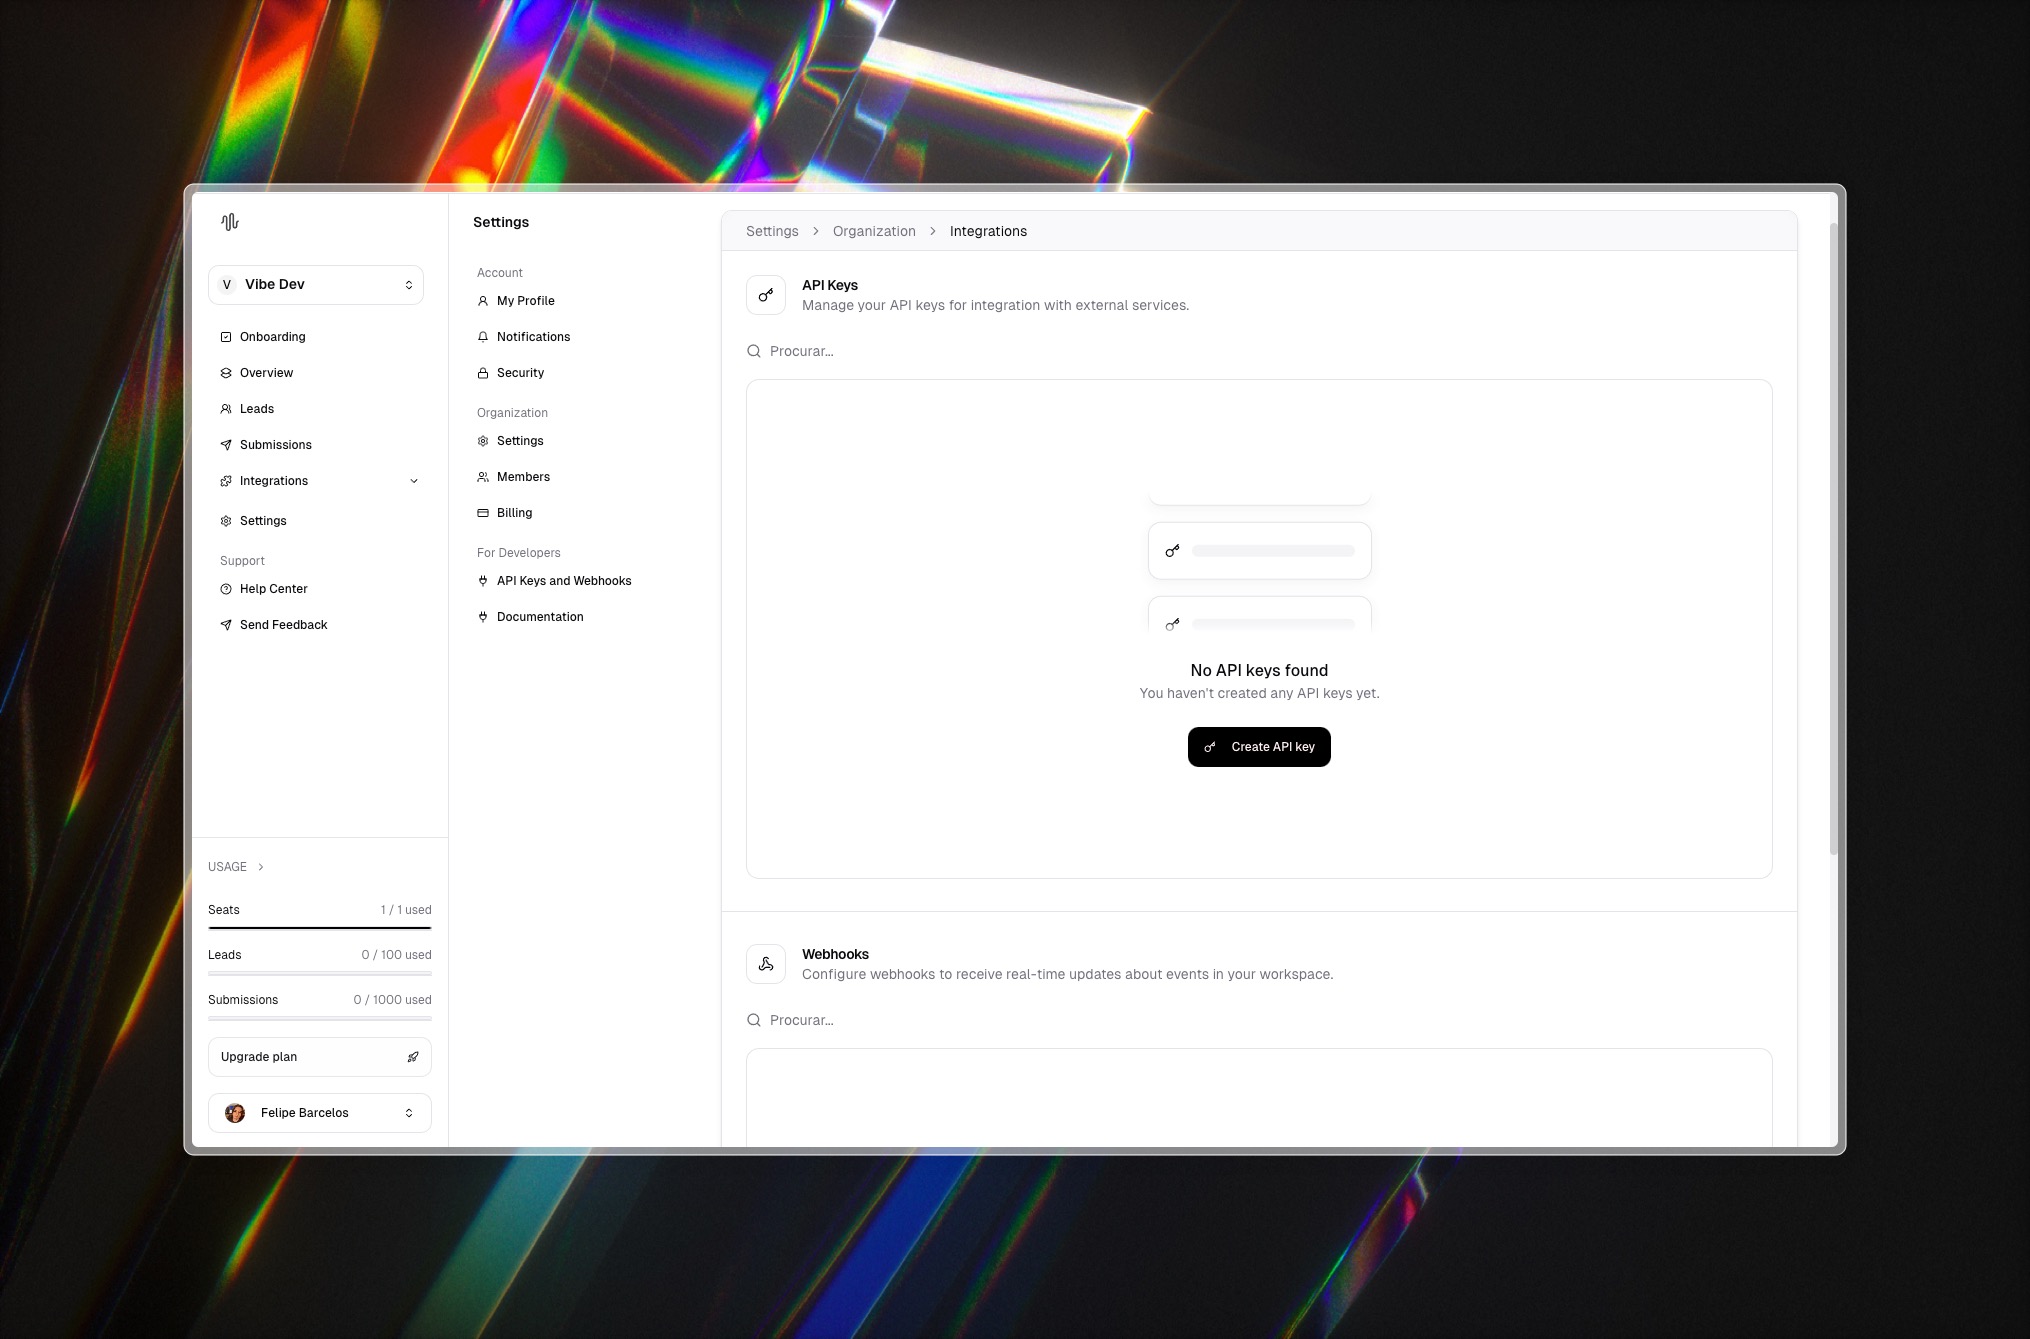 V Vibe Dev
Onboarding
Overview
Leads
Submissions
Integrations
Settings
Support
Help Center
Send Feedback
USAGE
Seats 1 / 1 used
Leads 0 / 100 used
Submissions 0 / 1000 used
Upgrade plan
Felipe Barcelos
Settings
Account
My Profile
Notifications
Security
Organization
Settings
Members
Billing
For Developers
API Keys and Webhooks
Documentation
Settings > Organization > Integrations
API Keys
Manage your API keys for integration with external services.
Procurar...
No API keys found
You haven't created any API keys yet.
Create API key
Webhooks
Configure webhooks to receive real-time updates about events in your workspace.
Procurar...